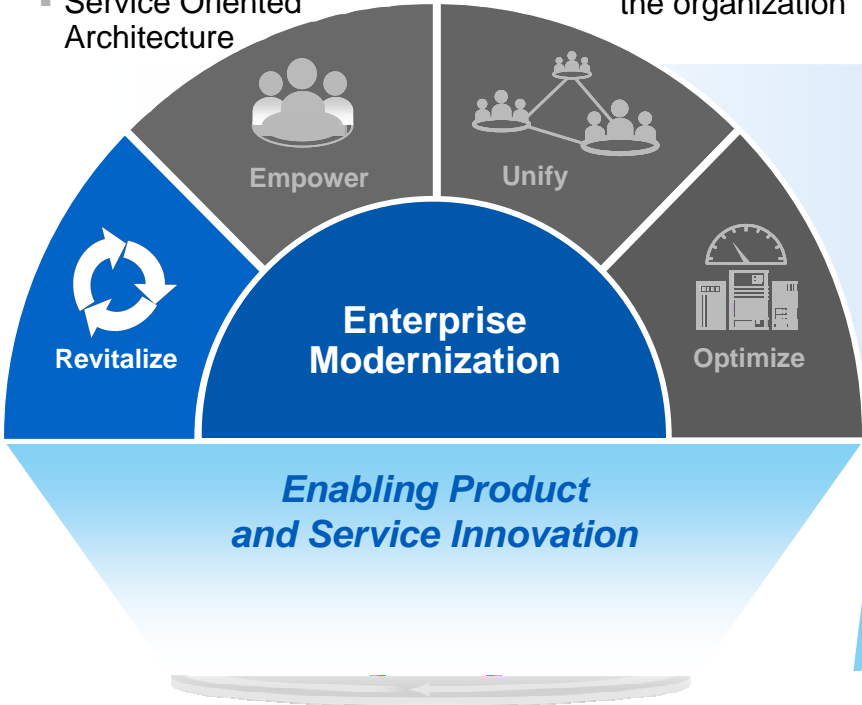 Service Oriented
Architecture
the organization
Empower
Unify
Revitalize
Enterprise
Modernization
Optimize
Enabling Product
and Service Innovation